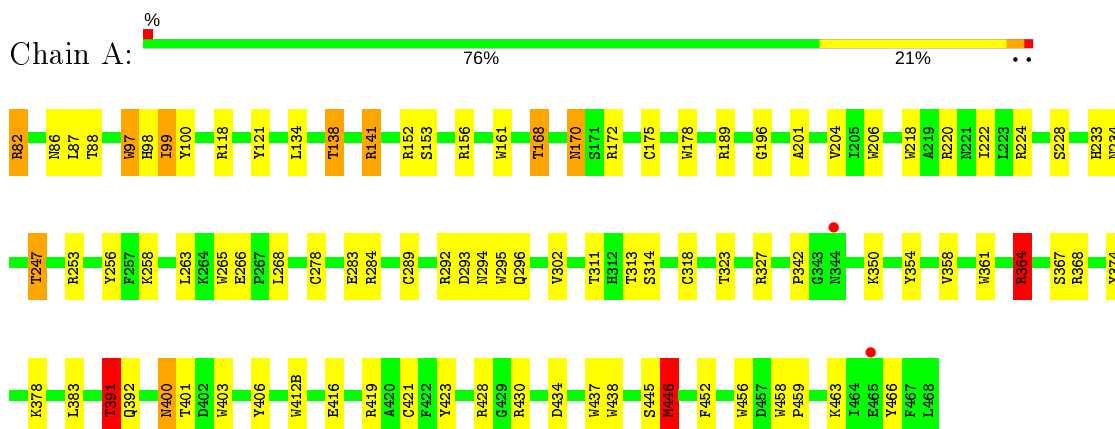 %
Chain A:
76% 21% • •
R82 N86 L87 T88 W97 H98 I99 Y100 R118 Y121 L134 T138 R141 R152 S153 R156 W161 T168 N170 S171 R172 C175 W178 R189 G196 A201 V204 I205 W206 W218 A219 R220 N221 I222 L223 R224 S228 H233
T247 R253 Y256 F257 K258 L263 K264 W265 E266 P267 L268 C278 E283 R284 C289 R292 D293 N294 W295 Q296 V302 T311 H312 T313 S314 C318 T323 R327 P342 G343 N344 K350 Y354 V358 W361 R364 S367 R368
K378 L383 T391 Q392 N400 T401 D402 W403 Y406 W412B E416 R419 A420 C421 F422 Y423 R428 G429 R430 D434 W437 W438 S445 M446 F452 W456 D457 W458 P459 K463 I464 E465 Y466 F467 L468